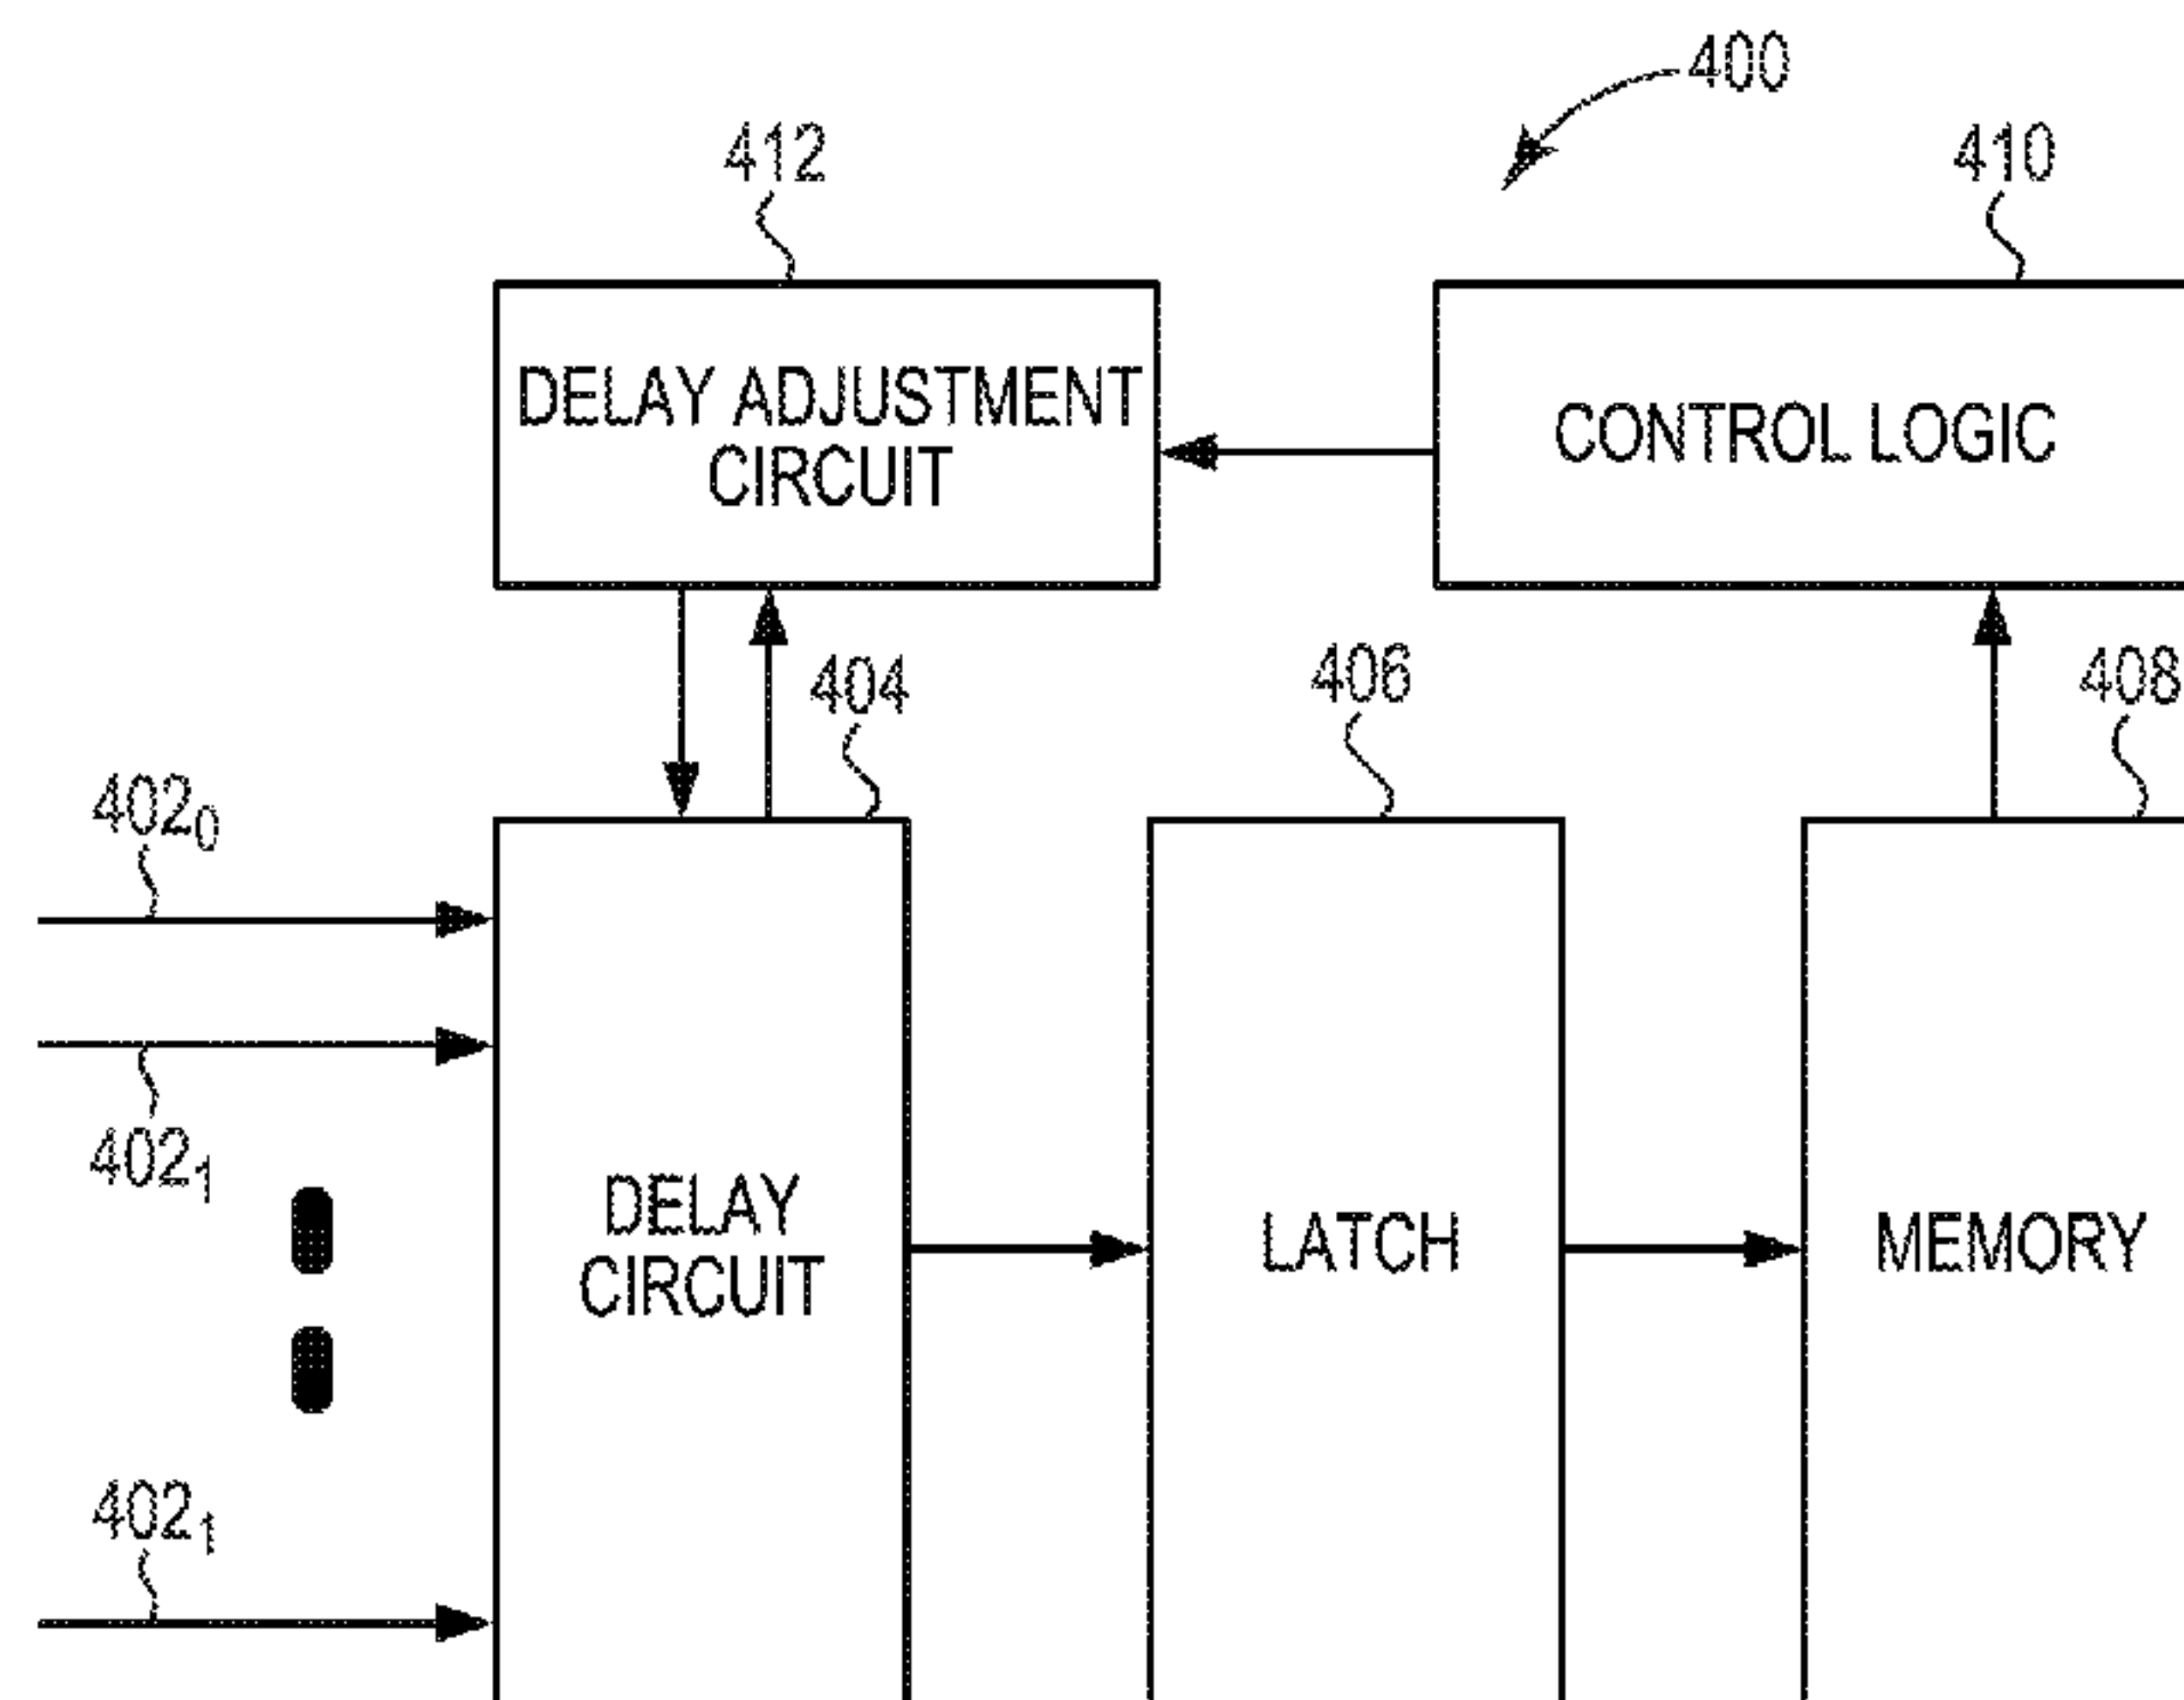 400
412
410
DELAY ADJUSTMENT
CIRCUIT
CONTROL LOGIC
404
406
408
402₀
402₁
DELAY
CIRCUIT
LATCH
MEMORY
402₁